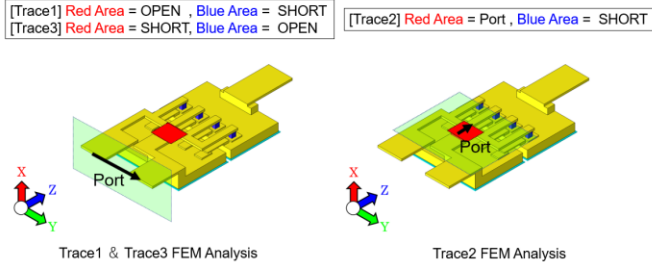 [Trace1] Red Area = OPEN , Blue Area = SHORT
[Trace3] Red Area = SHORT, Blue Area = OPEN
[Trace2] Red Area = Port , Blue Area = SHORT
Port
X
Z
Y
Trace1 & Trace3 FEM Analysis
Port
X
Z
Y
Trace2 FEM Analysis